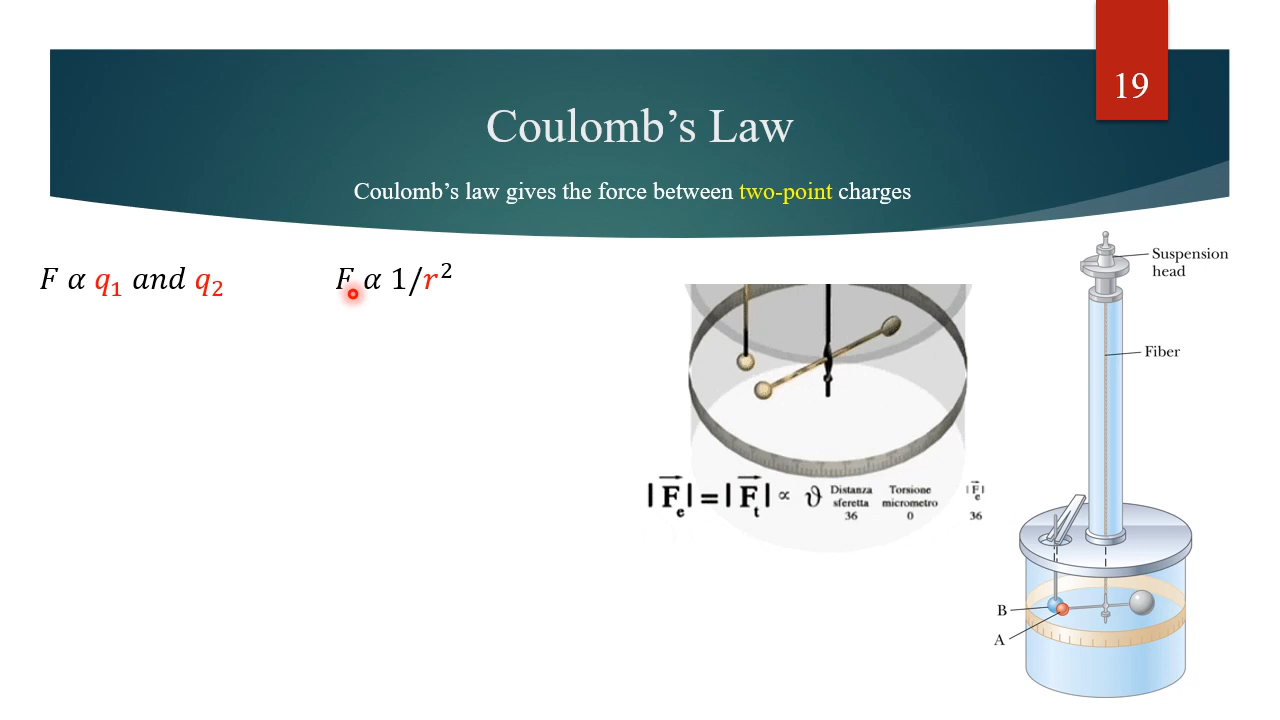 19
Coulomb’s Law
Coulomb’s law gives the force between two-point charges
F α q₁ and q₂
F α 1/r²
|F⃗ₑ| = |F⃗ₜ| ∝ ϑ
Distanza sferetta
36
Torsione micrometro
0
|F⃗ₑ|
36
Suspension
head
Fiber
B
A